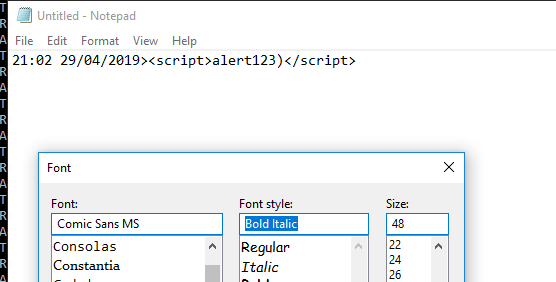 Untitled - Notepad
File Edit Format View Help
21:02 29/04/2019><script>alert123)</script>
Font
Font: Font style: Size:
Comic Sans MS Bold Italic 48
Consolas Regular 22
Constantia Italic 24
26